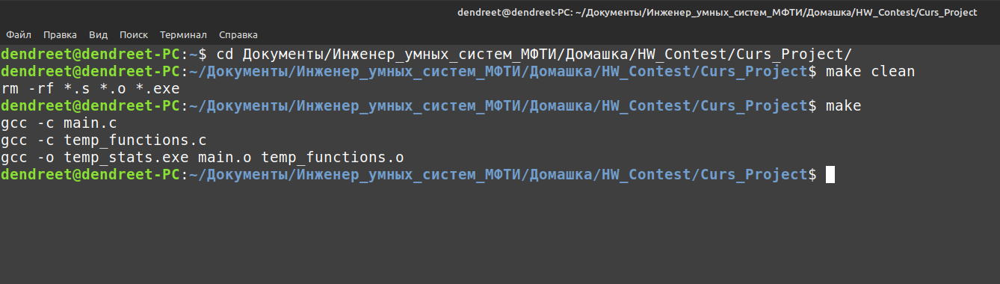 dendreet@dendreet-PC: ~/Документы/Инженер_умных_систем_МФТИ/Домашка/HW_Contest/Curs_Project
Файл Правка Вид Поиск Терминал Справка
dendreet@dendreet-PC:~$ cd Документы/Инженер_умных_систем_МФТИ/Домашка/HW_Contest/Curs_Project/
dendreet@dendreet-PC:~/Документы/Инженер_умных_систем_МФТИ/Домашка/HW_Contest/Curs_Project$ make clean
rm -rf *.s *.o *.exe
dendreet@dendreet-PC:~/Документы/Инженер_умных_систем_МФТИ/Домашка/HW_Contest/Curs_Project$ make
gcc -c main.c
gcc -c temp_functions.c
gcc -o temp_stats.exe main.o temp_functions.o
dendreet@dendreet-PC:~/Документы/Инженер_умных_систем_МФТИ/Домашка/HW_Contest/Curs_Project$